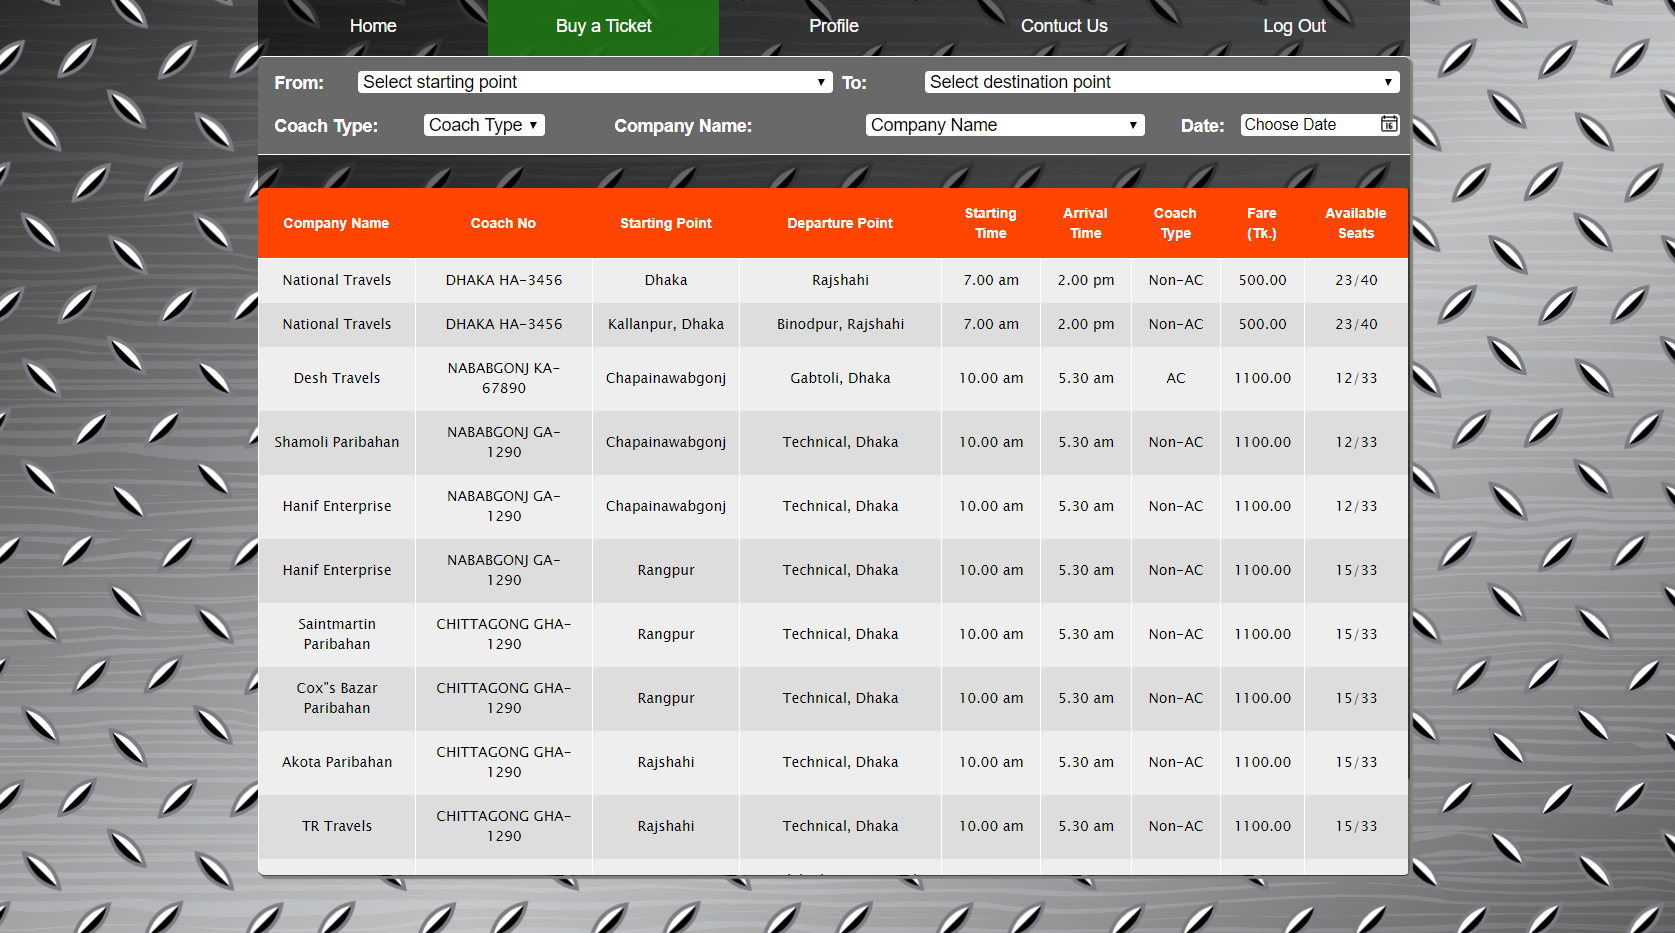 Home Buy a Ticket Profile Contuct Us Log Out
From: Select starting point To: Select destination point
Coach Type: Coach Type Company Name: Company Name Date: Choose Date 16
Company Name Coach No Starting Point Departure Point Starting Time Arrival Time Coach Type Fare (Tk.) Available Seats
National Travels DHAKA HA-3456 Dhaka Rajshahi 7.00 am 2.00 pm Non-AC 500.00 23/40
National Travels DHAKA HA-3456 Kallanpur, Dhaka Binodpur, Rajshahi 7.00 am 2.00 pm Non-AC 500.00 23/40
Desh Travels NABABGONJ KA-67890 Chapainawabgonj Gabtoli, Dhaka 10.00 am 5.30 am AC 1100.00 12/33
Shamoli Paribahan NABABGONJ GA-1290 Chapainawabgonj Technical, Dhaka 10.00 am 5.30 am Non-AC 1100.00 12/33
Hanif Enterprise NABABGONJ GA-1290 Chapainawabgonj Technical, Dhaka 10.00 am 5.30 am Non-AC 1100.00 12/33
Hanif Enterprise NABABGONJ GA-1290 Rangpur Technical, Dhaka 10.00 am 5.30 am Non-AC 1100.00 15/33
Saintmartin Paribahan CHITTAGONG GHA-1290 Rangpur Technical, Dhaka 10.00 am 5.30 am Non-AC 1100.00 15/33
Cox"s Bazar Paribahan CHITTAGONG GHA-1290 Rangpur Technical, Dhaka 10.00 am 5.30 am Non-AC 1100.00 15/33
Akota Paribahan CHITTAGONG GHA-1290 Rajshahi Technical, Dhaka 10.00 am 5.30 am Non-AC 1100.00 15/33
TR Travels CHITTAGONG GHA-1290 Rajshahi Technical, Dhaka 10.00 am 5.30 am Non-AC 1100.00 15/33